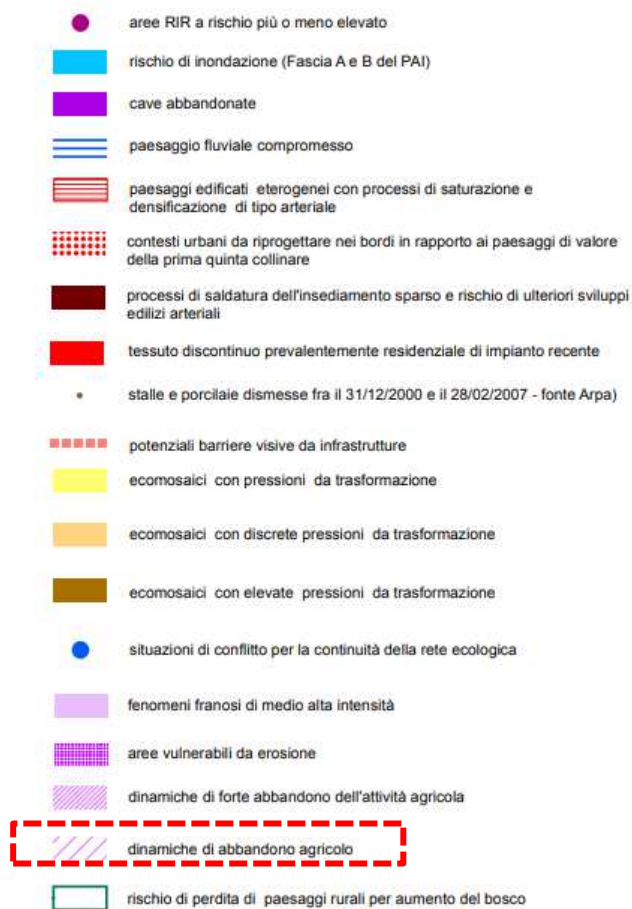 aree RIR a rischio più o meno elevato
rischio di inondazione (Fascia A e B del PAI)
cave abbandonate
paesaggio fluviale compromesso
paesaggi edificati eterogenei con processi di saturazione e
densificazione di tipo arteriale
contesti urbani da riprogettare nei bordi in rapporto ai paesaggi di valore
della prima quinta collinare
processi di saldatura dell'insediamento sparso e rischio di ulteriori sviluppi
edilizi arteriali
tessuto discontinuo prevalentemente residenziale di impianto recente
stalle e porcilaie dismesse fra il 31/12/2000 e il 28/02/2007 - fonte Arpa)
potenziali barriere visive da infrastrutture
ecomosaici con pressioni da trasformazione
ecomosaici con discrete pressioni da trasformazione
ecomosaici con elevate pressioni da trasformazione
situazioni di conflitto per la continuità della rete ecologica
fenomeni franosi di medio alta intensità
aree vulnerabili da erosione
dinamiche di forte abbandono dell'attività agricola
dinamiche di abbandono agricolo
rischio di perdita di paesaggi rurali per aumento del bosco